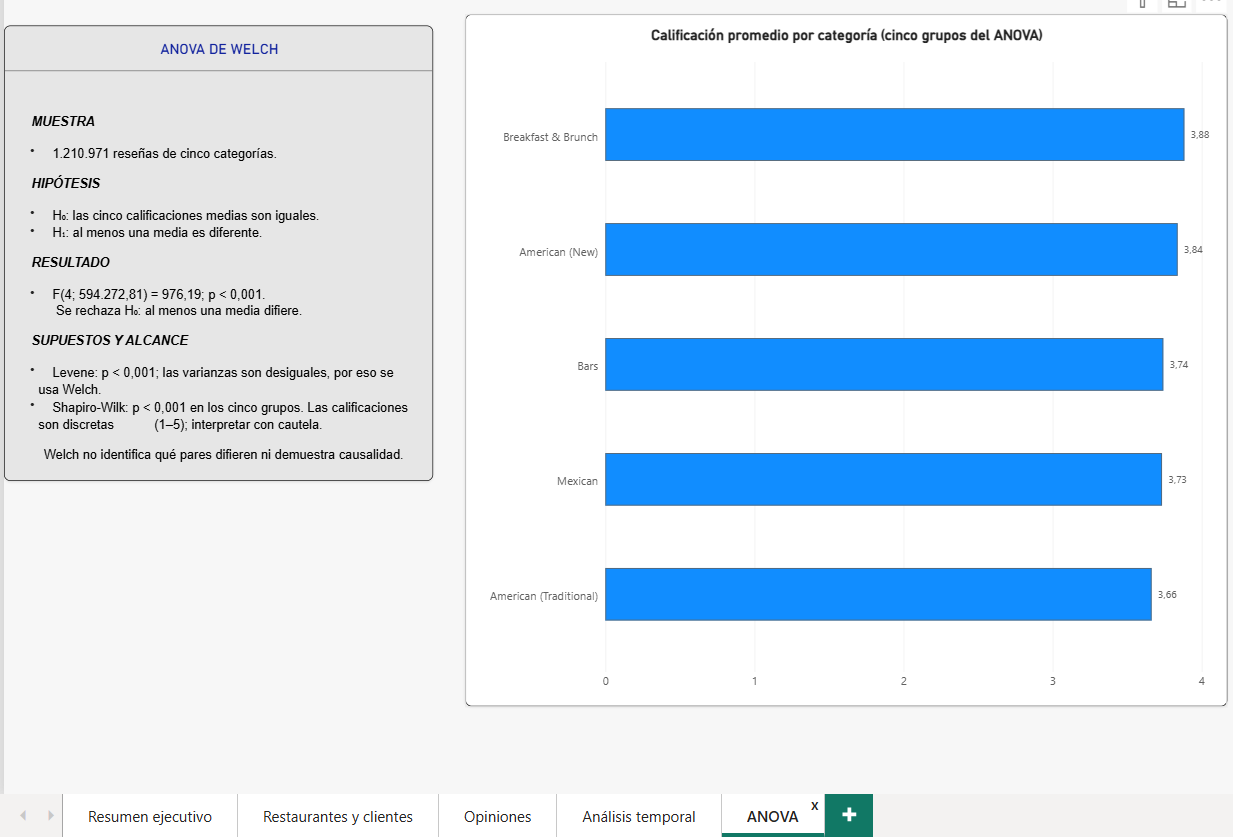 ANOVA DE WELCH
MUESTRA
• 1.210.971 reseñas de cinco categorías.
HIPÓTESIS
• H₀: las cinco calificaciones medias son iguales.
• H₁: al menos una media es diferente.
RESULTADO
• F(4; 594.272,81) = 976,19; p < 0,001.
Se rechaza H₀: al menos una media difiere.
SUPUESTOS Y ALCANCE
• Levene: p < 0,001; las varianzas son desiguales, por eso se
usa Welch.
• Shapiro-Wilk: p < 0,001 en los cinco grupos. Las calificaciones
son discretas (1–5); interpretar con cautela.
Welch no identifica qué pares difieren ni demuestra causalidad.
Calificación promedio por categoría (cinco grupos del ANOVA)
Breakfast & Brunch 3,88
American (New) 3,84
Bars 3,74
Mexican 3,73
American (Traditional) 3,66
0 1 2 3 4
Resumen ejecutivo Restaurantes y clientes Opiniones Análisis temporal ANOVA x +